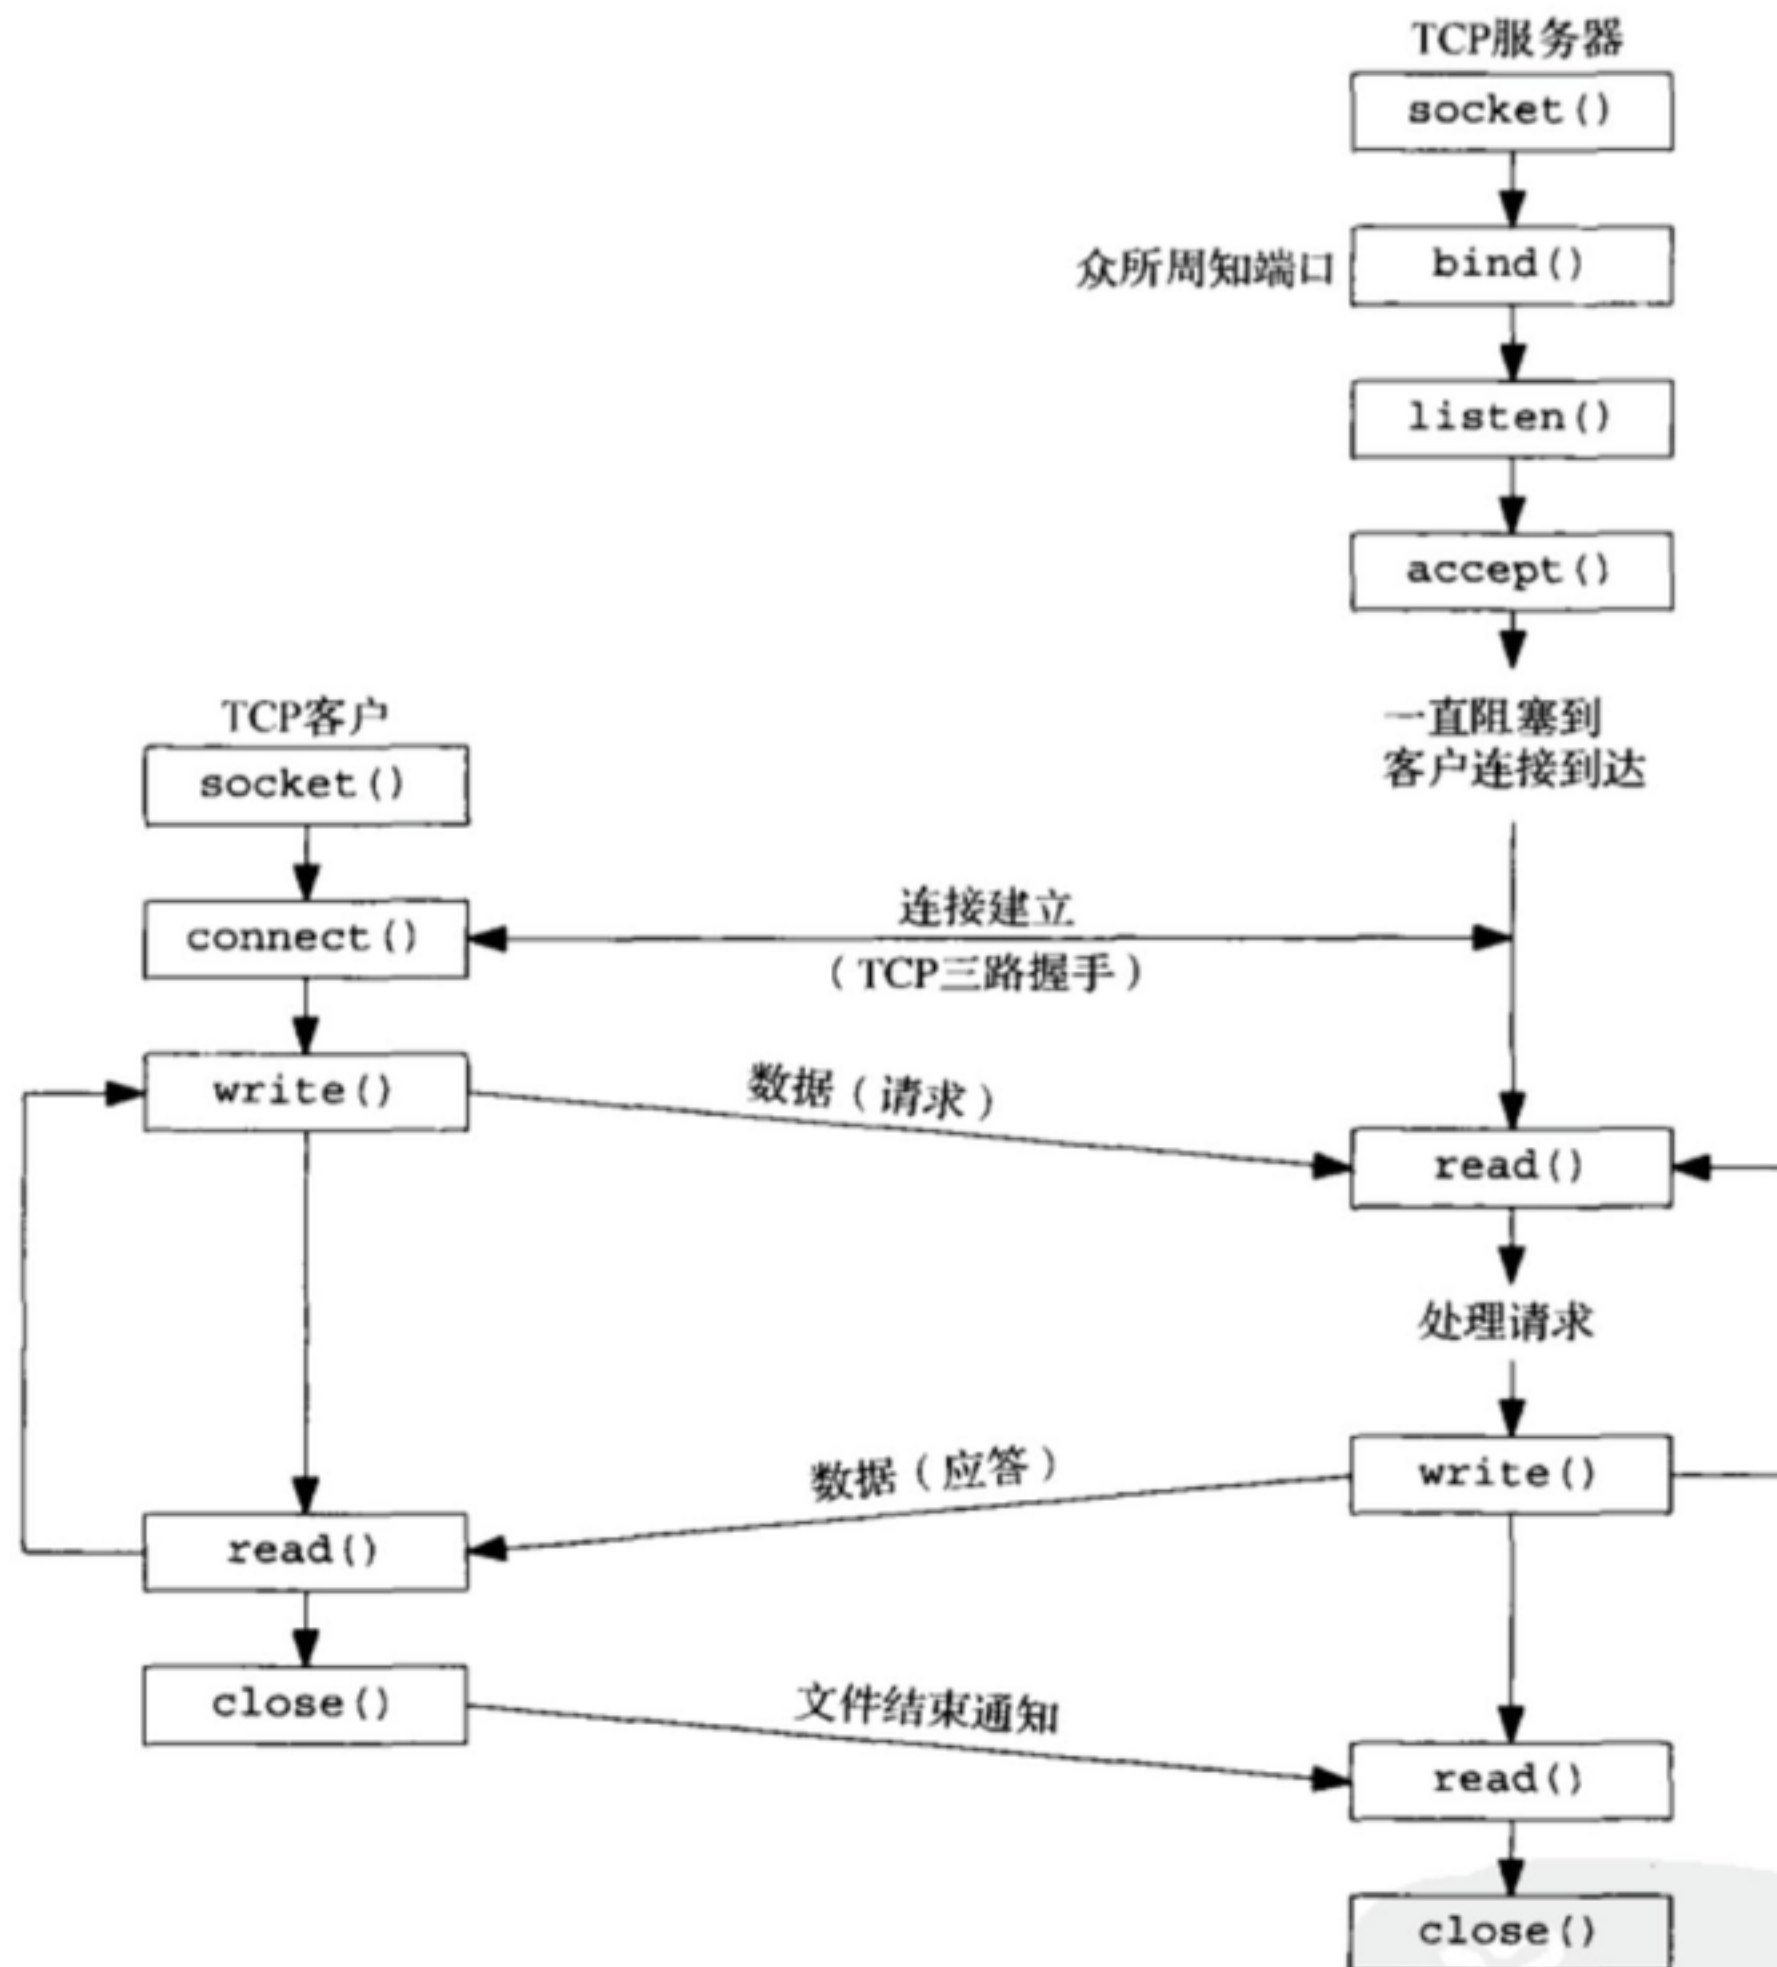 TCP服务器
socket()
众所周知端口
bind()
listen()
accept()
一直阻塞到
客户连接到达
TCP客户
socket()
connect()
连接建立
（TCP三路握手）
write()
数据（请求）
read()
处理请求
数据（应答）
write()
read()
close()
文件结束通知
read()
close()